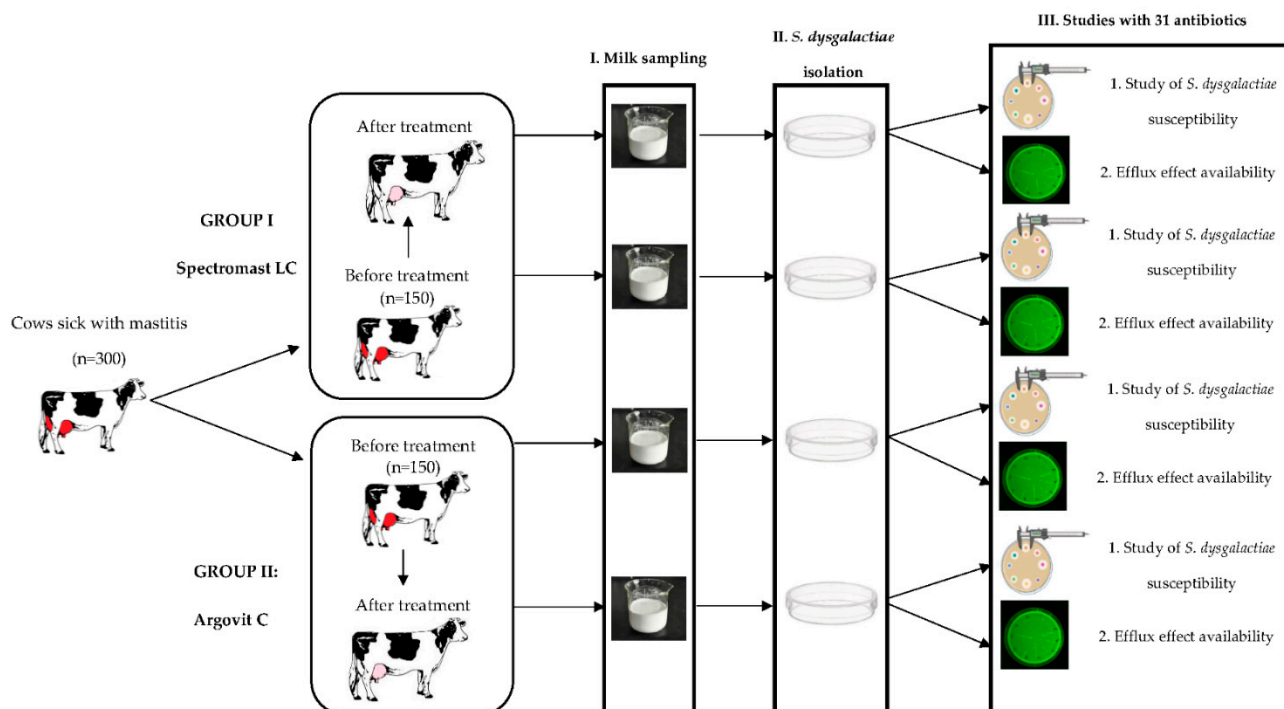 III. Studies with 31 antibiotics
II. S. dysgalactiae
isolation
I. Milk sampling
After treatment
GROUP I
Spectromast LC
Before treatment
(n=150)
Cows sick with mastitis
(n=300)
Before treatment
(n=150)
GROUP II:
Argovit C
After treatment
1. Study of S. dysgalactiae
susceptibility
2. Efflux effect availability
1. Study of S. dysgalactiae
susceptibility
2. Efflux effect availability
1. Study of S. dysgalactiae
susceptibility
2. Efflux effect availability
1. Study of S. dysgalactiae
susceptibility
2. Efflux effect availability